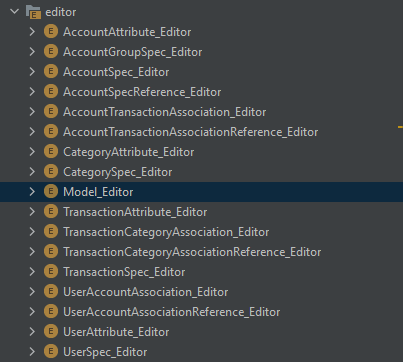 editor
AccountAttribute_Editor
AccountGroupSpec_Editor
AccountSpec_Editor
AccountSpecReference_Editor
AccountTransactionAssociation_Editor
AccountTransactionAssociationReference_Editor
CategoryAttribute_Editor
CategorySpec_Editor
Model_Editor
TransactionAttribute_Editor
TransactionCategoryAssociation_Editor
TransactionCategoryAssociationReference_Editor
TransactionSpec_Editor
UserAccountAssociation_Editor
UserAccountAssociationReference_Editor
UserAttribute_Editor
UserSpec_Editor